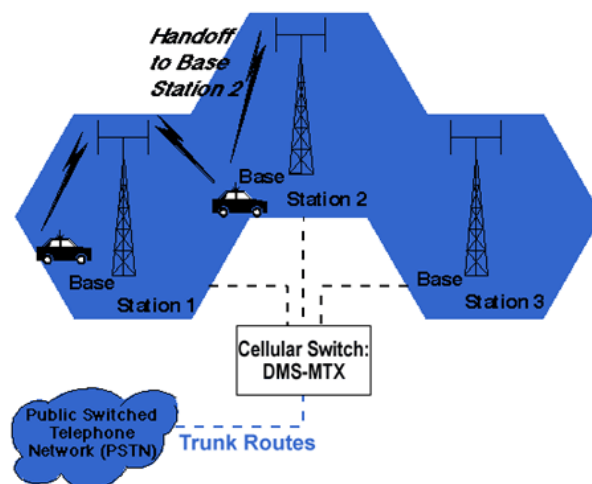 Handoff
to Base
Station 2
Base
Station 2
Base
Station 1
Base
Station 3
Cellular Switch:
DMS-MTX
Public Switched
Telephone
Network (PSTN)
Trunk Routes